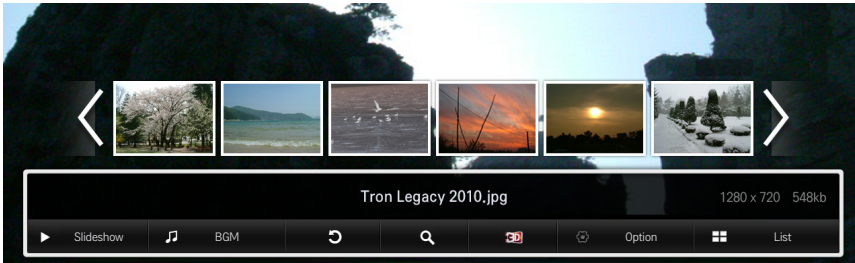 Tron Legacy 2010.jpg 1280 x 720 548kb
Slideshow BGM 3D Option List